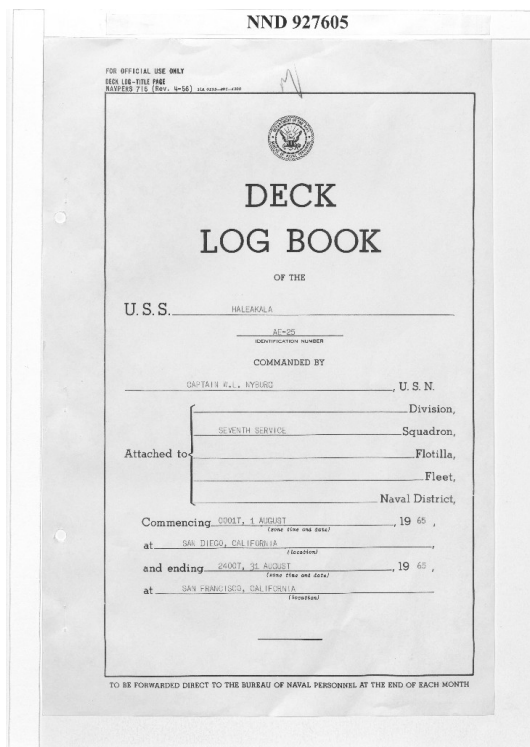 NND 927605
FOR OFFICIAL USE ONLY
DECK LOG-TITLE PAGE
NAVPERS 716 (Rev. 4-56)
DECK
LOG BOOK
OF THE
U. S. S. HALEAKALA
AE-25
IDENTIFICATION NUMBER
COMMANDED BY
CAPTAIN W.L. NYBURG, U. S. N.
Division,
SEVENTH SERVICE Squadron,
Attached to Flotilla,
Fleet,
Naval District,
Commencing 0001T, 1 AUGUST, 19 65,
(zone time and date)
at SAN DIEGO, CALIFORNIA,
(location)
and ending 2400T, 31 AUGUST, 19 65,
(zone time and date)
at SAN FRANCISCO, CALIFORNIA
(location)
TO BE FORWARDED DIRECT TO THE BUREAU OF NAVAL PERSONNEL AT THE END OF EACH MONTH